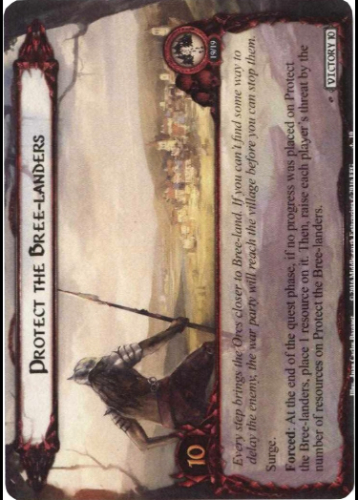 PROTECT THE BREE-LANDERS
19/19
10
Every step brings the Orcs closer to Bree-land. If you can't find some way to
delay the enemy, the war party will reach the village before you can stop them.
Surge.
Forced: At the end of the quest phase, if no progress was placed on Protect
the Bree-landers, place 1 resource on it. Then, raise each player's threat by the
number of resources on Protect the Bree-landers.
VICTORY 10